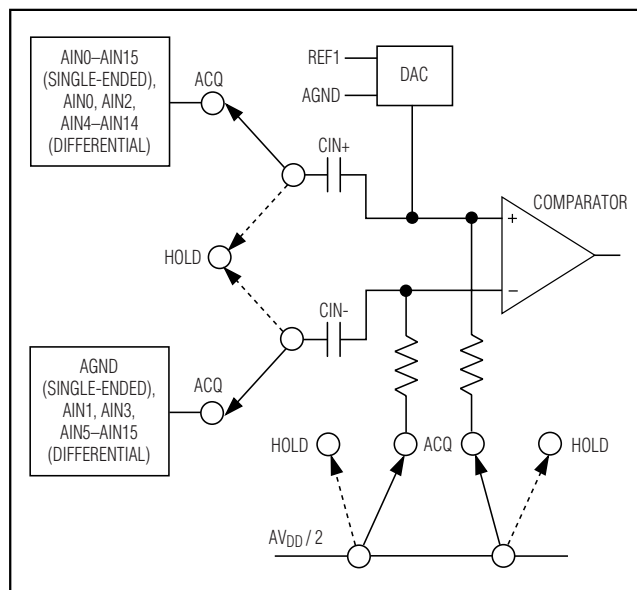 AIN0–AIN15
(SINGLE-ENDED),
AIN0, AIN2,
AIN4–AIN14
(DIFFERENTIAL)
ACQ
REF1
AGND
DAC
CIN+
COMPARATOR
+
−
HOLD
CIN-
AGND
(SINGLE-ENDED),
AIN1, AIN3,
AIN5–AIN15
(DIFFERENTIAL)
ACQ
HOLD
ACQ
HOLD
AVDD / 2